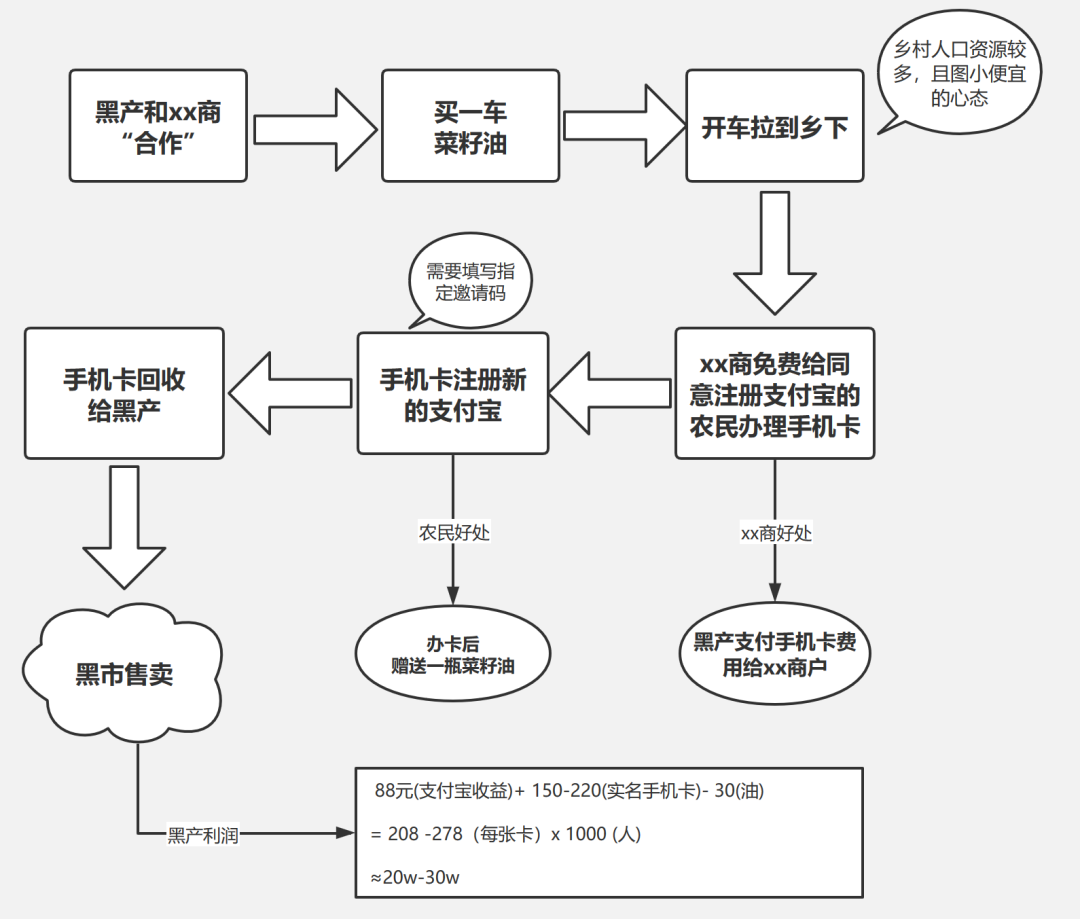 黑产和xx商
“合作”
买一车
菜籽油
开车拉到乡下
乡村人口资源较
多，且图小便宜
的心态
需要填写指
定邀请码
手机卡回收
给黑产
手机卡注册新
的支付宝
xx商免费给同
意注册支付宝的
农民办理手机卡
农民好处
xx商好处
黑市售卖
办卡后
赠送一瓶菜籽油
黑产支付手机卡费
用给xx商户
黑产利润
88元(支付宝收益)+ 150-220(实名手机卡)- 30(油)
= 208 -278（每张卡）x 1000 (人)
≈20w-30w